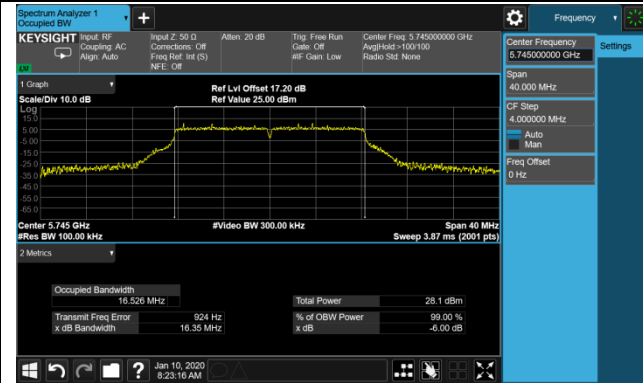 Spectrum Analyzer 1
Occupied BW
+
Frequency
KEYSIGHT
Input: RF
Coupling: AC
Align: Auto
Input Z: 50 Ω
Corrections: Off
Freq Ref: Int (S)
NFE: Off
Atten: 20 dB
Trig: Free Run
Gate: Off
#IF Gain: Low
Center Freq: 5.745000000 GHz
Avg|Hold:>100/100
Radio Std: None
Center Frequency
5.745000000 GHz
Settings
Span
40.000 MHz
CF Step
4.000000 MHz
Auto
Man
Freq Offset
0 Hz
1 Graph
Scale/Div 10.0 dB
Ref Lvl Offset 17.20 dB
Ref Value 25.00 dBm
Log
15.0
5.00
-5.00
-15.0
-25.0
-35.0
-45.0
-55.0
-65.0
Center 5.745 GHz
#Video BW 300.00 kHz
Span 40 MHz
#Res BW 100.00 kHz
Sweep 3.87 ms (2001 pts)
2 Metrics
Occupied Bandwidth
16.526 MHz
Total Power 28.1 dBm
Transmit Freq Error 924 Hz
% of OBW Power 99.00 %
x dB Bandwidth 16.35 MHz
x dB -6.00 dB
?
Jan 10, 2020
8:23:16 AM